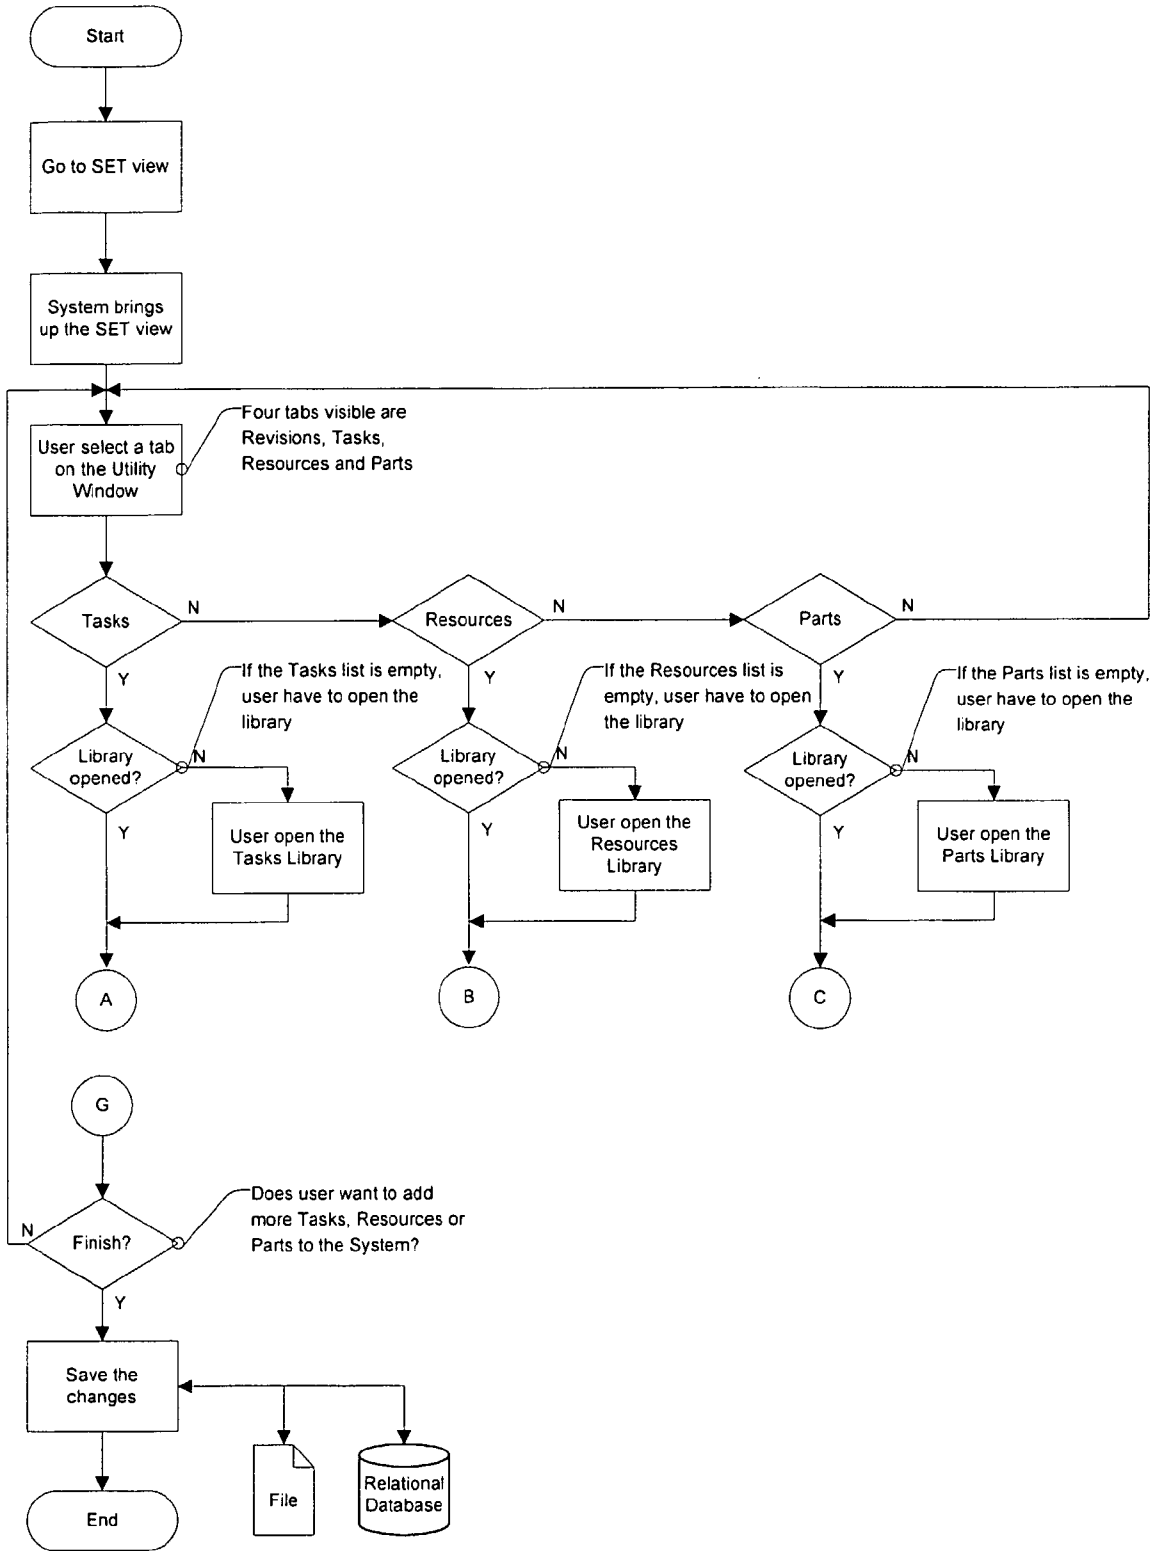 Start
Go to SET view
System brings
up the SET view
User select a tab
on the Utility
Window
Four tabs visible are
Revisions, Tasks,
Resources and Parts
Tasks
N
Resources
N
Parts
N
Y
If the Tasks list is empty,
user have to open the
library
Y
If the Resources list is
empty, user have to open
the library
Y
If the Parts list is empty,
user have to open the
library
Library
opened?
N
Library
opened?
N
Library
opened?
N
Y
User open the
Tasks Library
Y
User open the
Resources
Library
Y
User open the
Parts Library
A
B
C
G
N
Finish?
Does user want to add
more Tasks, Resources or
Parts to the System?
Y
Save the
changes
File
Relational
Database
End